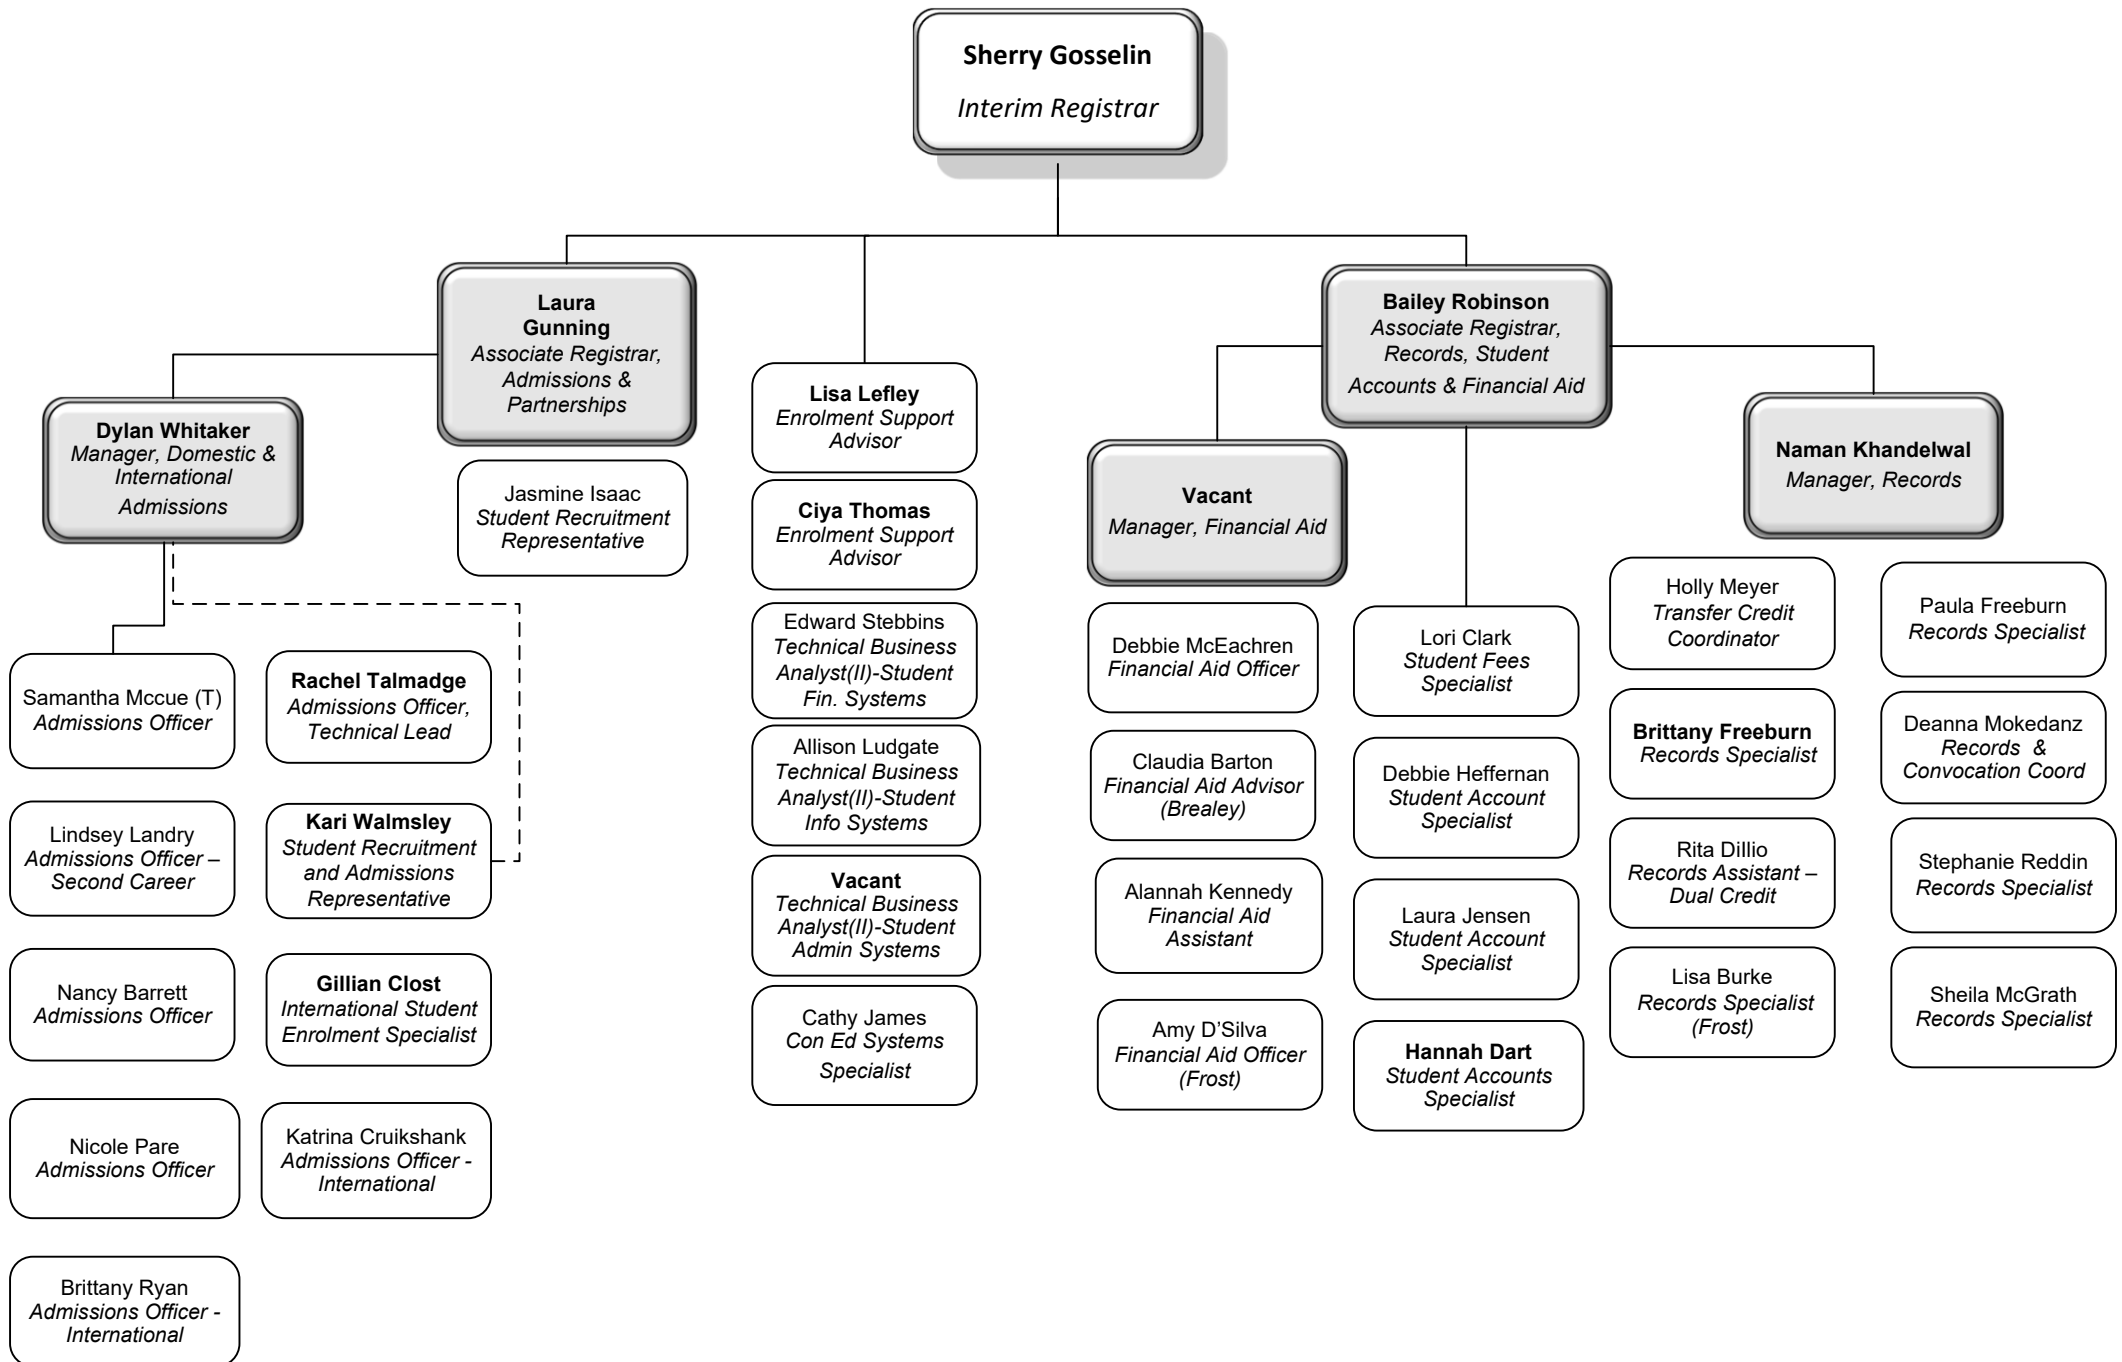 Sherry Gosselin
Interim Registrar
Laura
Gunning
Associate Registrar,
Admissions &
Partnerships
Bailey Robinson
Associate Registrar,
Records, Student
Accounts & Financial Aid
Dylan Whitaker
Manager, Domestic &
International
Admissions
Jasmine Isaac
Student Recruitment
Representative
Lisa Lefley
Enrolment Support
Advisor
Vacant
Manager, Financial Aid
Naman Khandelwal
Manager, Records
Samantha Mccue (T)
Admissions Officer
Lindsey Landry
Admissions Officer –
Second Career
Nancy Barrett
Admissions Officer
Nicole Pare
Admissions Officer
Brittany Ryan
Admissions Officer -
International
Rachel Talmadge
Admissions Officer,
Technical Lead
Kari Walmsley
Student Recruitment
and Admissions
Representative
Gillian Clost
International Student
Enrolment Specialist
Katrina Cruikshank
Admissions Officer -
International
Ciya Thomas
Enrolment Support
Advisor
Edward Stebbins
Technical Business
Analyst(II)-Student
Fin. Systems
Allison Ludgate
Technical Business
Analyst(II)-Student
Info Systems
Vacant
Technical Business
Analyst(II)-Student
Admin Systems
Cathy James
Con Ed Systems
Specialist
Debbie McEachren
Financial Aid Officer
Claudia Barton
Financial Aid Advisor
(Brealey)
Alannah Kennedy
Financial Aid
Assistant
Amy D’Silva
Financial Aid Officer
(Frost)
Lori Clark
Student Fees
Specialist
Debbie Heffernan
Student Account
Specialist
Laura Jensen
Student Account
Specialist
Hannah Dart
Student Accounts
Specialist
Holly Meyer
Transfer Credit
Coordinator
Brittany Freeburn
Records Specialist
Rita Dillio
Records Assistant –
Dual Credit
Lisa Burke
Records Specialist
(Frost)
Paula Freeburn
Records Specialist
Deanna Mokedanz
Records & 
Convocation Coord
Stephanie Reddin
Records Specialist
Sheila McGrath
Records Specialist